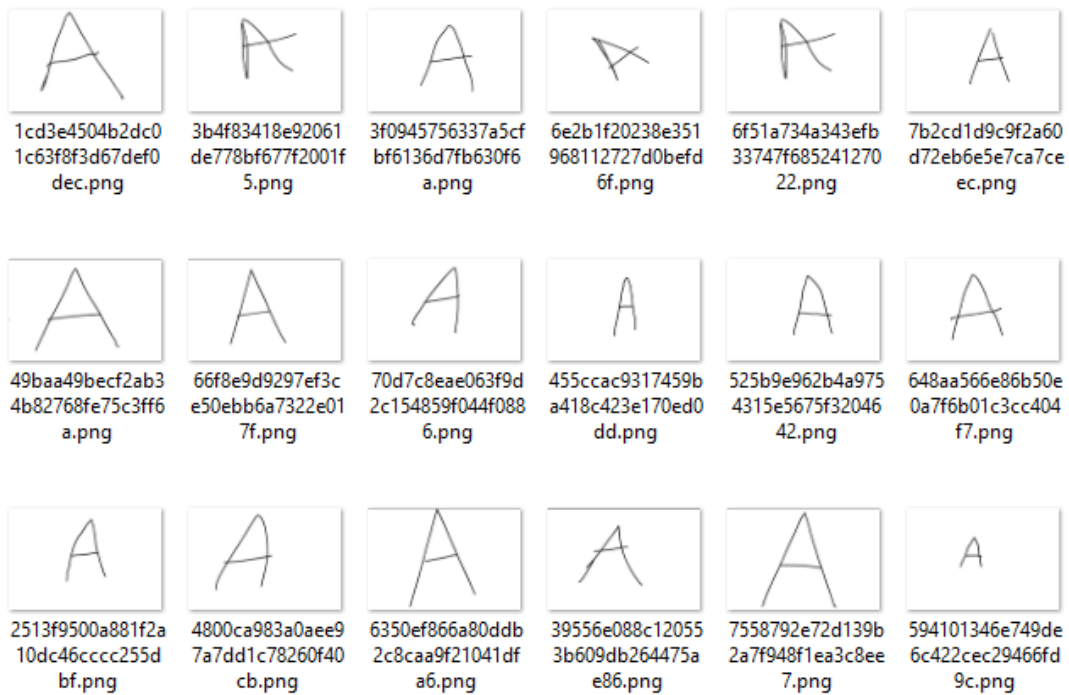 A A A A A A
1cd3e4504b2dc0 3b4f83418e92061 3f0945756337a5cf 6e2b1f20238e351 6f51a734a343efb 7b2cd1d9c9f2a60
1c63f8f3d67def0 de778bf677f2001f bf6136d7fb630f6 968112727d0befd 33747f685241270 d72eb6e5e7ca7ce
dec.png 5.png a.png 6f.png 22.png ec.png
A A A A A A
49baa49becf2ab3 66f8e9d9297ef3c 70d7c8eae063f9d 455ccac9317459b 525b9e962b4a975 648aa566e86b50e
4b82768fe75c3ff6 e50ebb6a7322e01 2c154859f044f088 a418c423e170ed0 4315e5675f32046 0a7f6b01c3cc404
a.png 7f.png 6.png dd.png 42.png f7.png
A A A A A A
2513f9500a881f2a 4800ca983a0aee9 6350ef866a80ddb 39556e088c12055 7558792e72d139b 594101346e749de
10dc46cccc255d 7a7dd1c78260f40 2c8caa9f21041df 3b609db264475a 2a7f948f1ea3c8ee 6c422cec29466fd
bf.png cb.png a6.png e86.png 7.png 9c.png